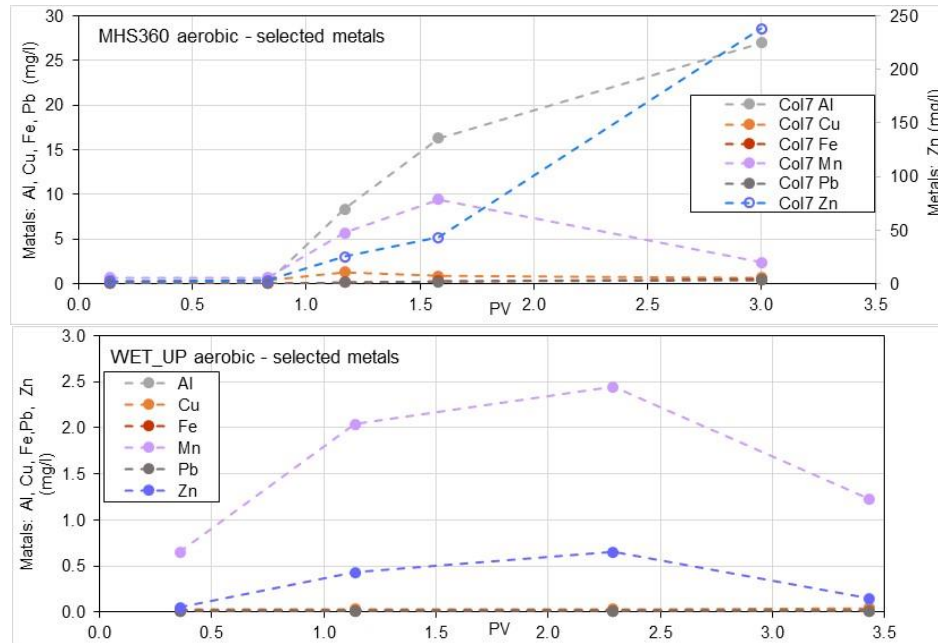 MHS360 aerobic - selected metals
Matals: Al, Cu, Fe, Pb (mg/l)
30
25
20
15
10
5
0
250
200
150
100
50
0
Metals: Zn (mg/l)
Col7 Al
Col7 Cu
Col7 Fe
Col7 Mn
Col7 Pb
Col7 Zn
0.0 0.5 1.0 1.5 2.0 2.5 3.0 3.5
PV
WET_UP aerobic - selected metals
Matals: Al, Cu, Fe,Pb, Zn
(mg/l)
3.0
2.5
2.0
1.5
1.0
0.5
0.0
Al
Cu
Fe
Mn
Pb
Zn
0.0 0.5 1.0 1.5 2.0 2.5 3.0 3.5
PV